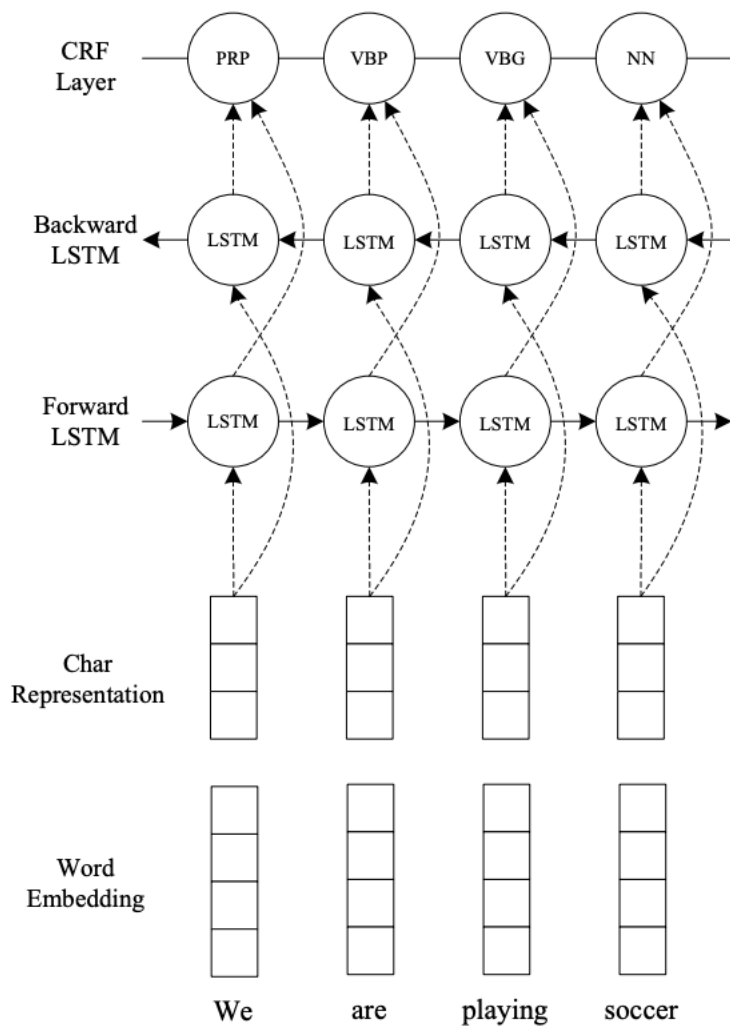 CRF
Layer
PRP VBP VBG NN
Backward
LSTM
LSTM LSTM LSTM LSTM
Forward
LSTM
LSTM LSTM LSTM LSTM
Char
Representation
Word
Embedding
We are playing soccer